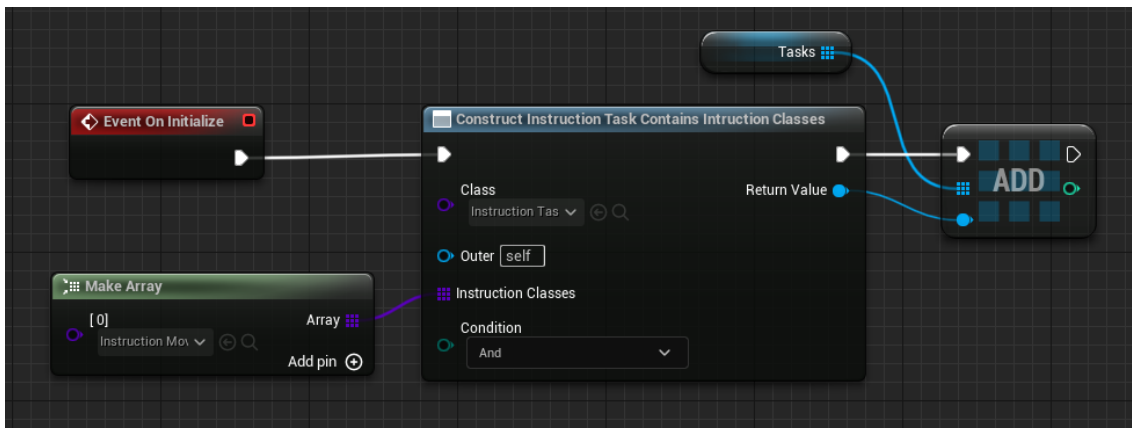 Tasks
Event On Initialize
Construct Instruction Task Contains Intruction Classes
ADD
Class
Return Value
Instruction Tas
Outer self
Make Array
Instruction Classes
[0] Array
Instruction Mov
Condition
And
Add pin